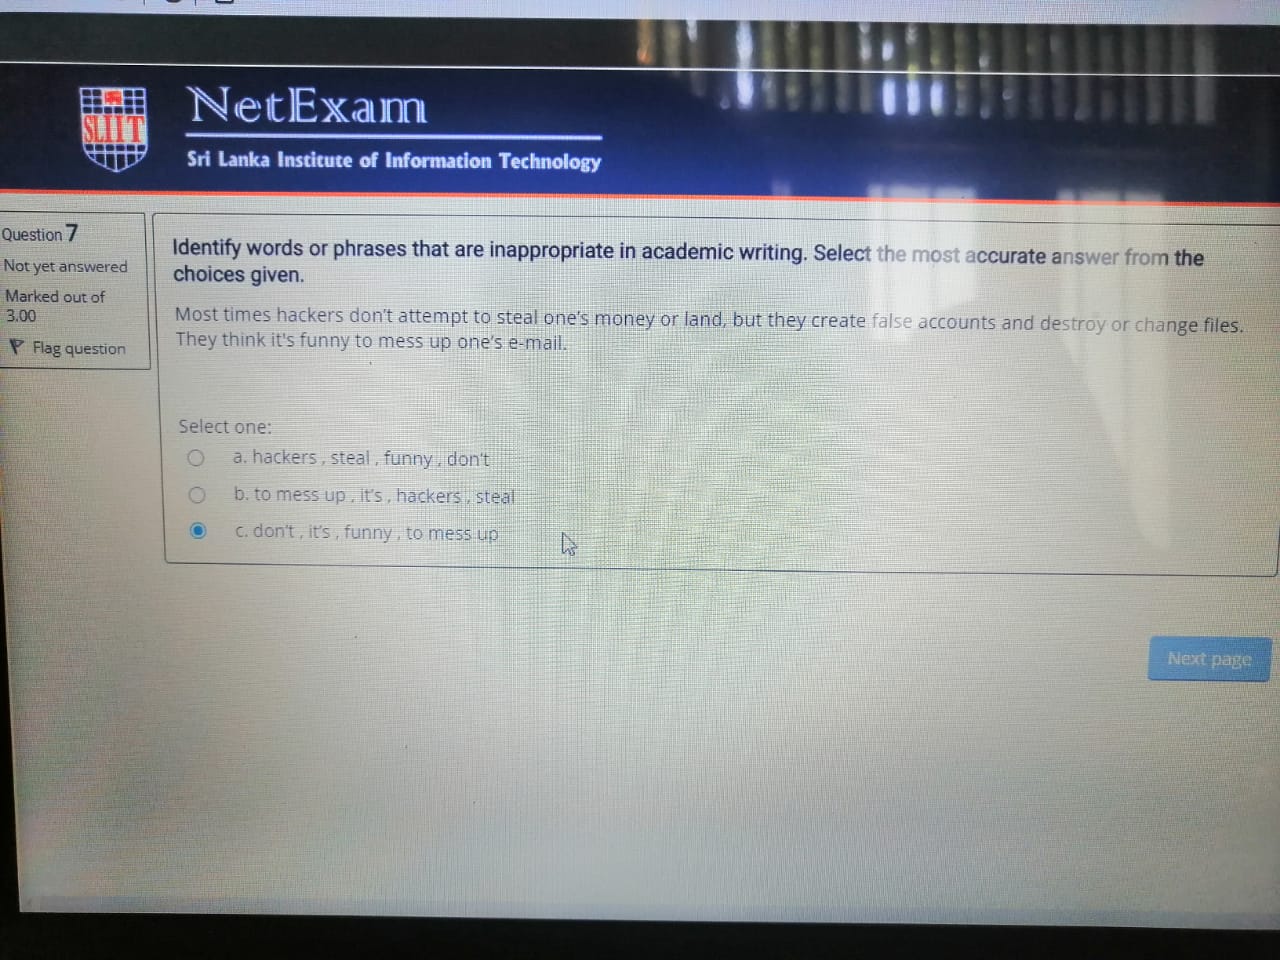 SLIIT
NetExam
Sri Lanka Institute of Information Technology
Question 7
Not yet answered
Marked out of
3.00
Flag question
Identify words or phrases that are inappropriate in academic writing. Select the most accurate answer from the
choices given.
Most times hackers don't attempt to steal one's money or land, but they create false accounts and destroy or change files.
They think it's funny to mess up one's e-mail.
Select one:
a. hackers , steal , funny , don't
b. to mess up , it's , hackers , steal
c. don't , it's , funny , to mess up
Next page